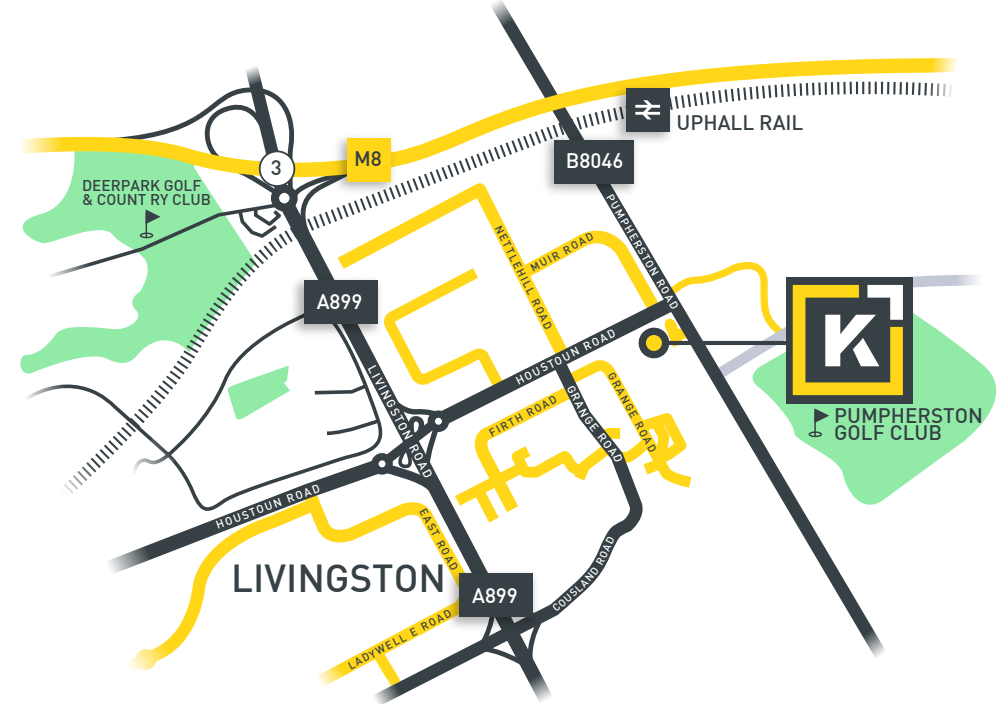 UPHALL RAIL
M8
B8046
3
DEERPARK GOLF
& COUNT RY CLUB
PUMPHERSTON ROAD
NETTLEHILL ROAD
MUIR ROAD
A899
K
HOUSTOUN ROAD
LIVINGSTON ROAD
FIRTH ROAD
GRANGE ROAD
GRANGE ROAD
PUMPHERSTON
GOLF CLUB
HOUSTOUN ROAD
EAST ROAD
LIVINGSTON
A899
COUSLAND ROAD
LADYWELL E ROAD